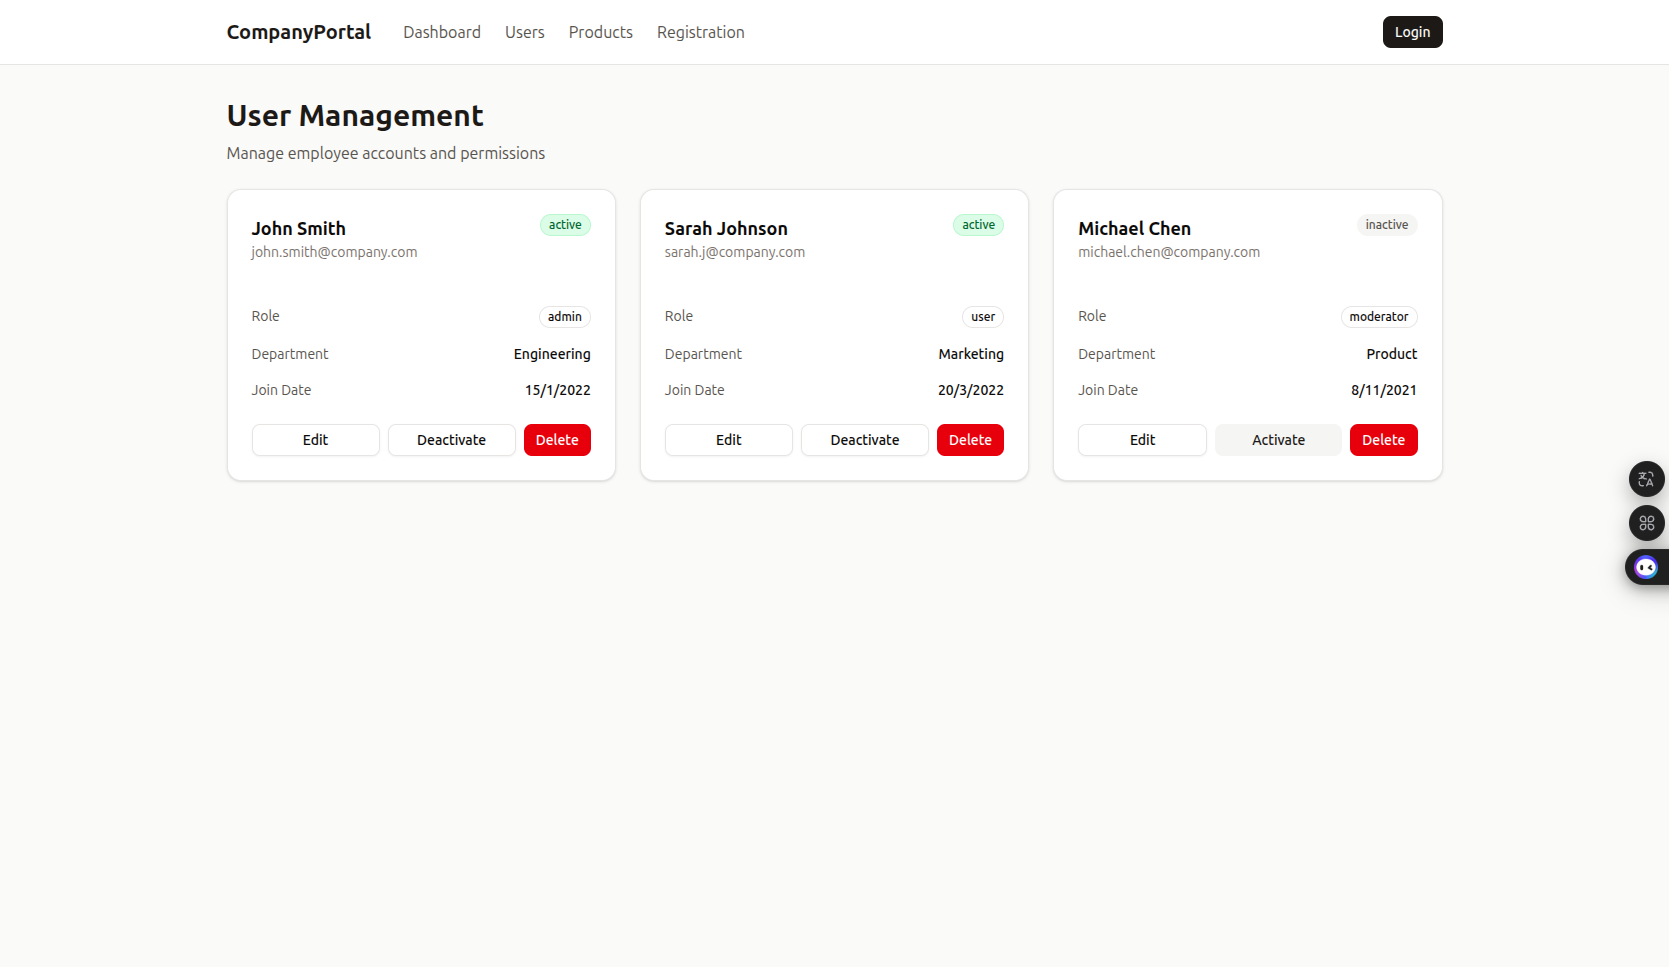 CompanyPortal Dashboard Users Products Registration Login
User Management
Manage employee accounts and permissions
John Smith active
john.smith@company.com
Role admin
Department Engineering
Join Date 15/1/2022
Edit Deactivate Delete
Sarah Johnson active
sarah.j@company.com
Role user
Department Marketing
Join Date 20/3/2022
Edit Deactivate Delete
Michael Chen inactive
michael.chen@company.com
Role moderator
Department Product
Join Date 8/11/2021
Edit Activate Delete